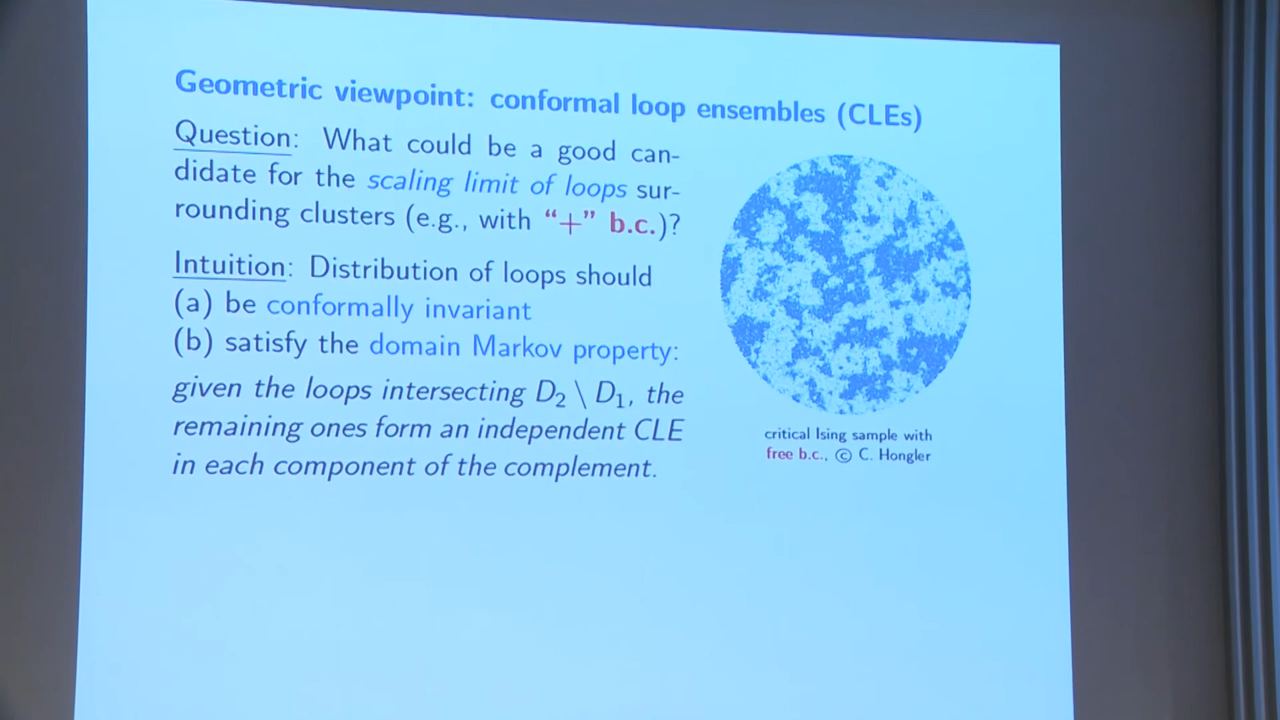 Geometric viewpoint: conformal loop ensembles (CLEs)
Question: What could be a good can-
didate for the scaling limit of loops sur-
rounding clusters (e.g., with “+” b.c.)?
Intuition: Distribution of loops should
(a) be conformally invariant
(b) satisfy the domain Markov property:
given the loops intersecting D₂ \ D₁, the
remaining ones form an independent CLE
in each component of the complement.
critical Ising sample with
free b.c., © C. Hongler